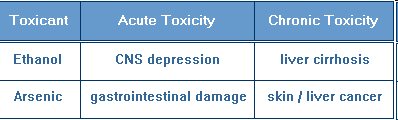 Toxicant Acute Toxicity Chronic Toxicity
Ethanol CNS depression liver cirrhosis
Arsenic gastrointestinal damage skin / liver cancer